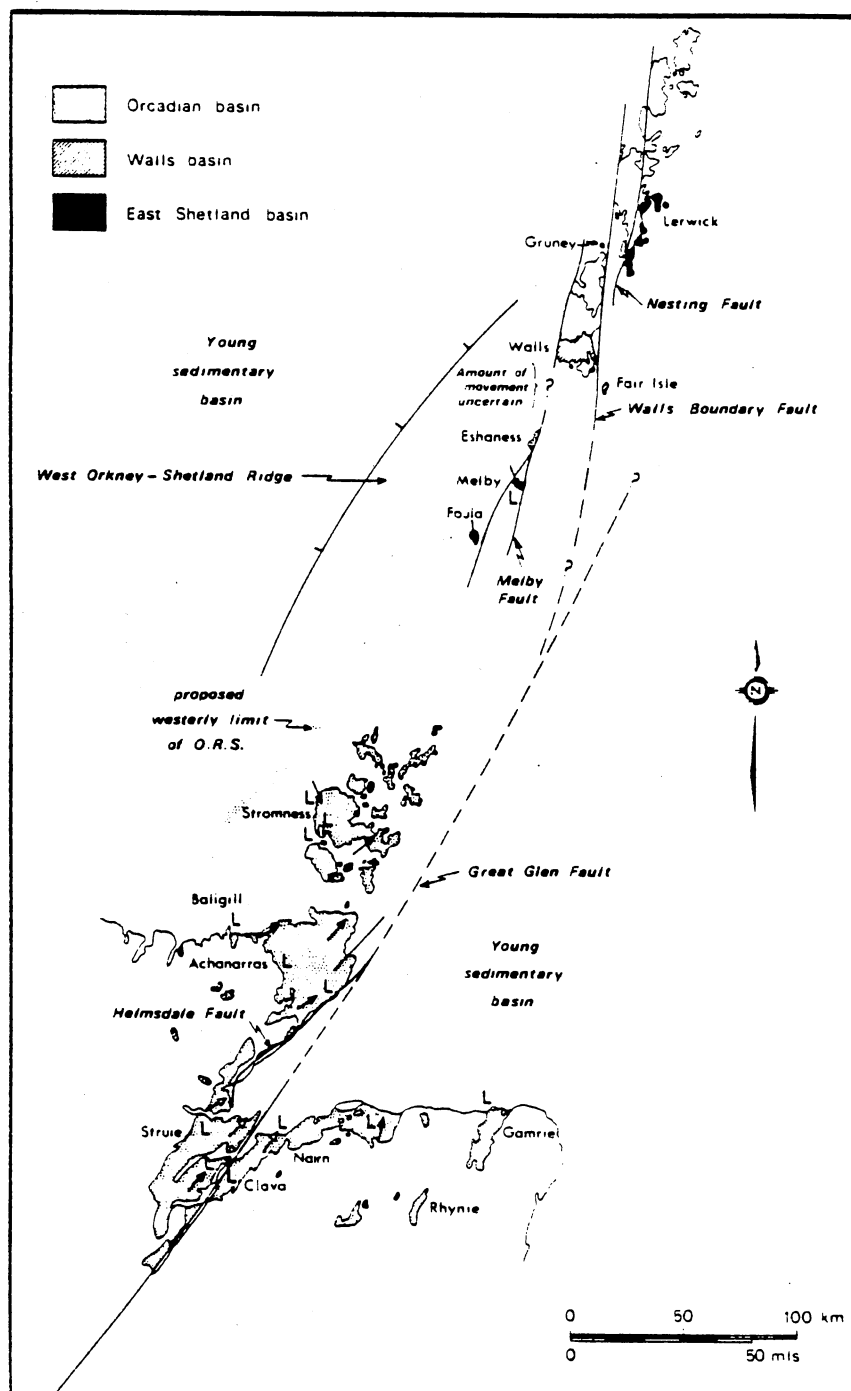 Orcadian basin
Walls basin
East Shetland basin
Lerwick
Gruney
Nesting Fault
Young
sedimentary
basin
Walls
Amount of
movement
uncertain
?
Fair Isle
Walls Boundary Fault
Eshaness
West Orkney - Shetland Ridge
Melby
L
?
Foula
?
Melby
Fault
proposed
westerly limit
of O.R.S.
N
L
Stromness
L
L
Great Glen Fault
Baligill
L
Young
sedimentary
basin
Achanarras
L
L
L
Helmsdale Fault
L
Struie
L
L
L
Gamriel
Nairn
L
L
Clava
Rhynie
0 50 100 km
0 50 mls